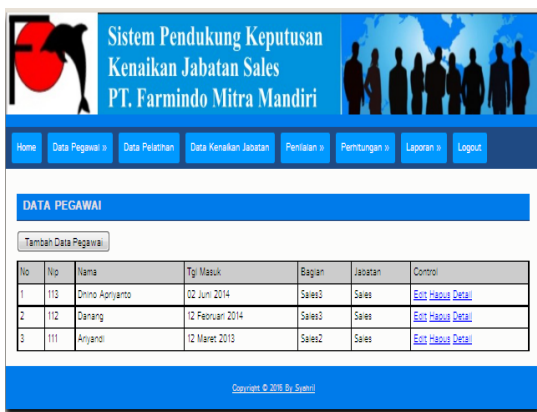 Sistem Pendukung Keputusan
Kenaikan Jabatan Sales
PT. Farmindo Mitra Mandiri
Home Data Pegawai » Data Pelatihan Data Kenaikan Jabatan Penilaian » Perhitungan » Laporan » Logout
DATA PEGAWAI
Tambah Data Pegawai
No Nip Nama Tgl Masuk Bagian Jabatan Control
1 113 Dnino Apriyanto 02 Juni 2014 Sales3 Sales Edit Hapus Detail
2 112 Danang 12 Februari 2014 Sales3 Sales Edit Hapus Detail
3 111 Ariyandi 12 Maret 2013 Sales2 Sales Edit Hapus Detail
Copyright © 2015 By Syahril